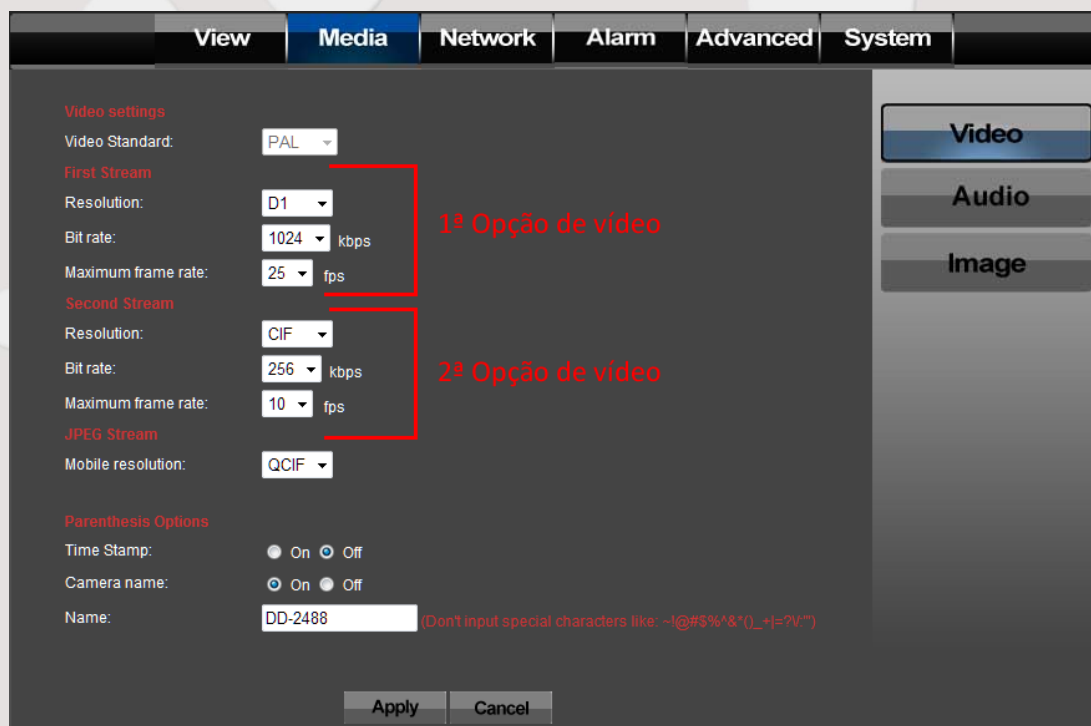 View Media Network Alarm Advanced System
Video settings
Video Standard: PAL
First Stream
Resolution: D1
Bit rate: 1024 kbps
Maximum frame rate: 25 fps
1ª Opção de vídeo
Second Stream
Resolution: CIF
Bit rate: 256 kbps
Maximum frame rate: 10 fps
2ª Opção de vídeo
JPEG Stream
Mobile resolution: QCIF
Parenthesis Options
Time Stamp: On Off
Camera name: On Off
Name: DD-2488 (Don't input special characters like: ~!@#$%^&*()_+|=?\/:'")
Apply Cancel
Video
Audio
Image